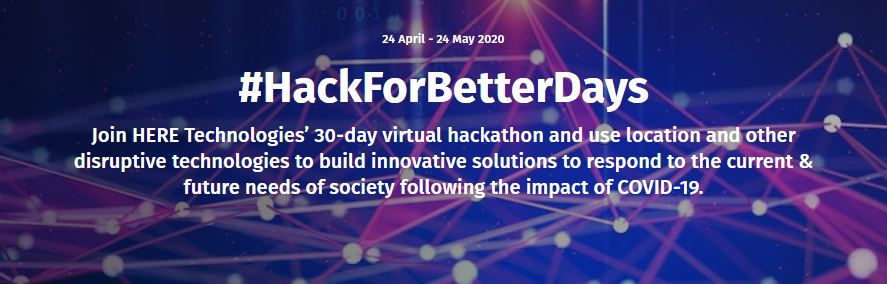 24 April - 24 May 2020
#HackForBetterDays
Join HERE Technologies’ 30-day virtual hackathon and use location and other
disruptive technologies to build innovative solutions to respond to the current &
future needs of society following the impact of COVID-19.